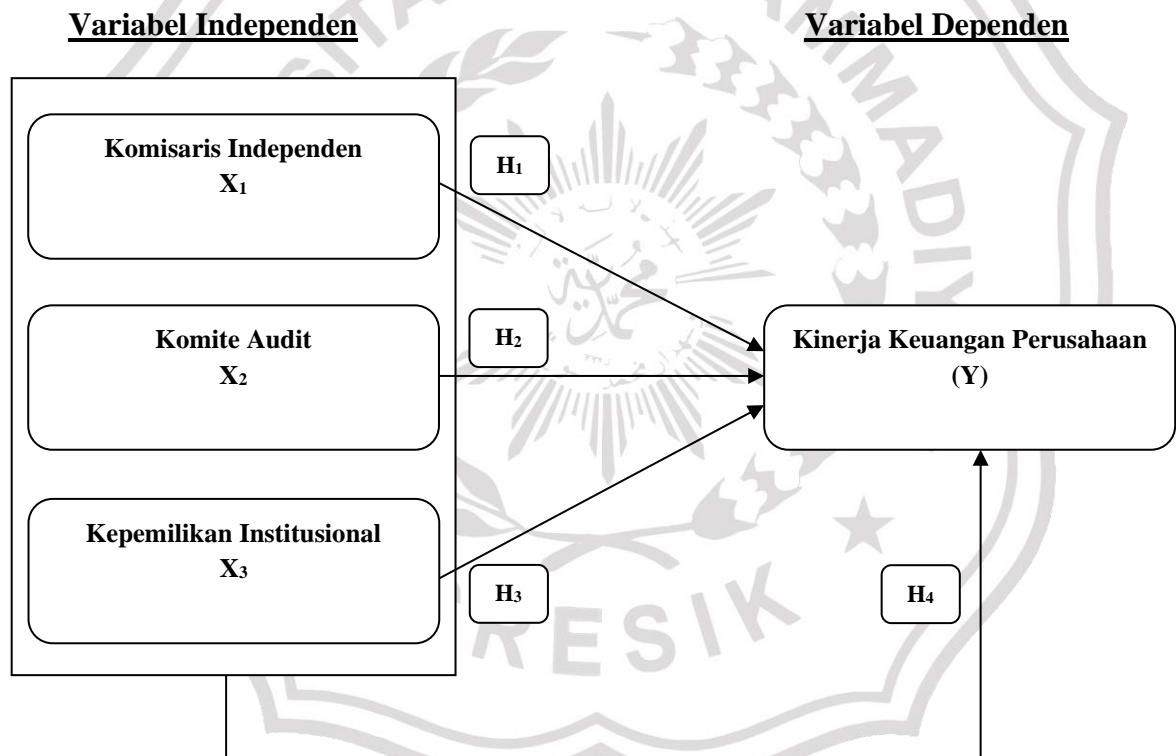 Variabel Independen
Variabel Dependen
Komisaris Independen
X₁
H₁
Komite Audit
X₂
H₂
Kinerja Keuangan Perusahaan
(Y)
Kepemilikan Institusional
X₃
H₃
H₄
RESIK